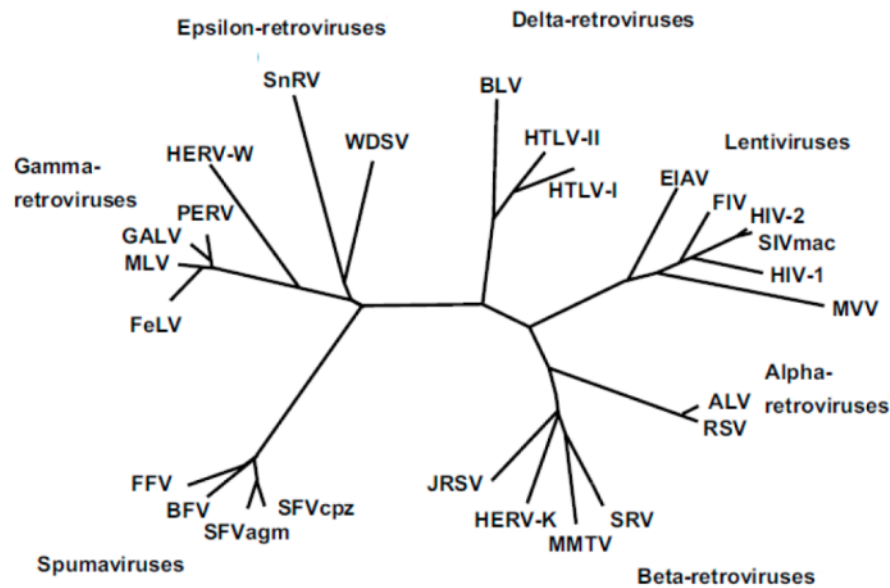 Epsilon-retroviruses
Delta-retroviruses
SnRV
BLV
WDSV
HTLV-II
HTLV-I
Lentiviruses
EIAV
FIV
HIV-2
SIVmac
HIV-1
MVV
Gamma-
retroviruses
HERV-W
PERV
GALV
MLV
FeLV
Alpha-
retroviruses
ALV
RSV
FFV
BFV
SFVagm
SFVcpz
Spumaviruses
JRSV
HERV-K
MMTV
SRV
Beta-retroviruses